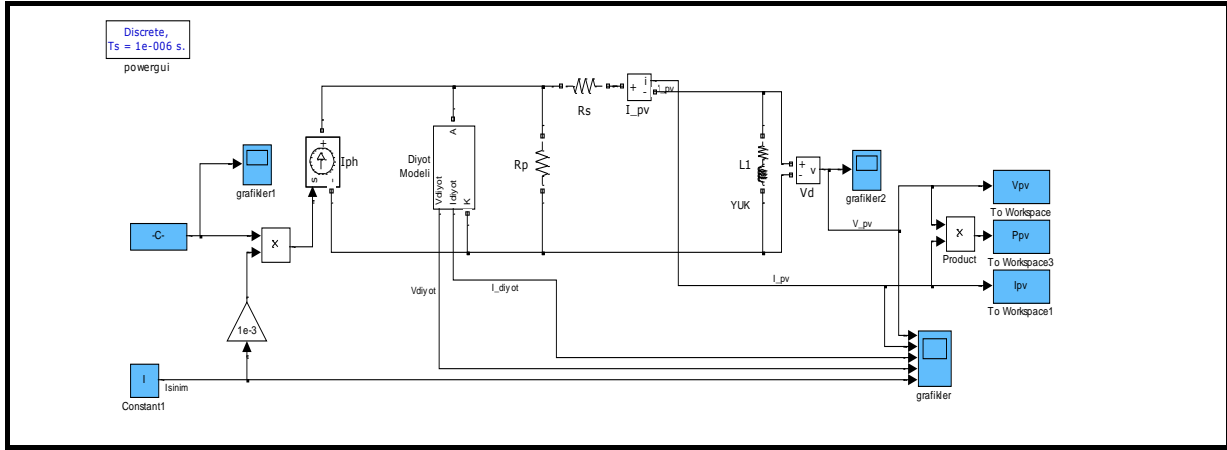 Discrete,
Ts = 1e-006 s.
powergui
grafikler1
-C-
x
1e-3
I
Isinim
Constant1
+
s
-
Iph
Diyot
Modeli
A
Vdiyot
Idiyot
K
Rp
Rs
+
i
-
I_pv
I_pv
L1
YUK
+
-
v
Vd
grafikler2
V_pv
I_pv
Vdiyot
I_diyot
x
Product
Vpv
To Workspace
Ppv
To Workspace3
Ipv
To Workspace1
grafikler